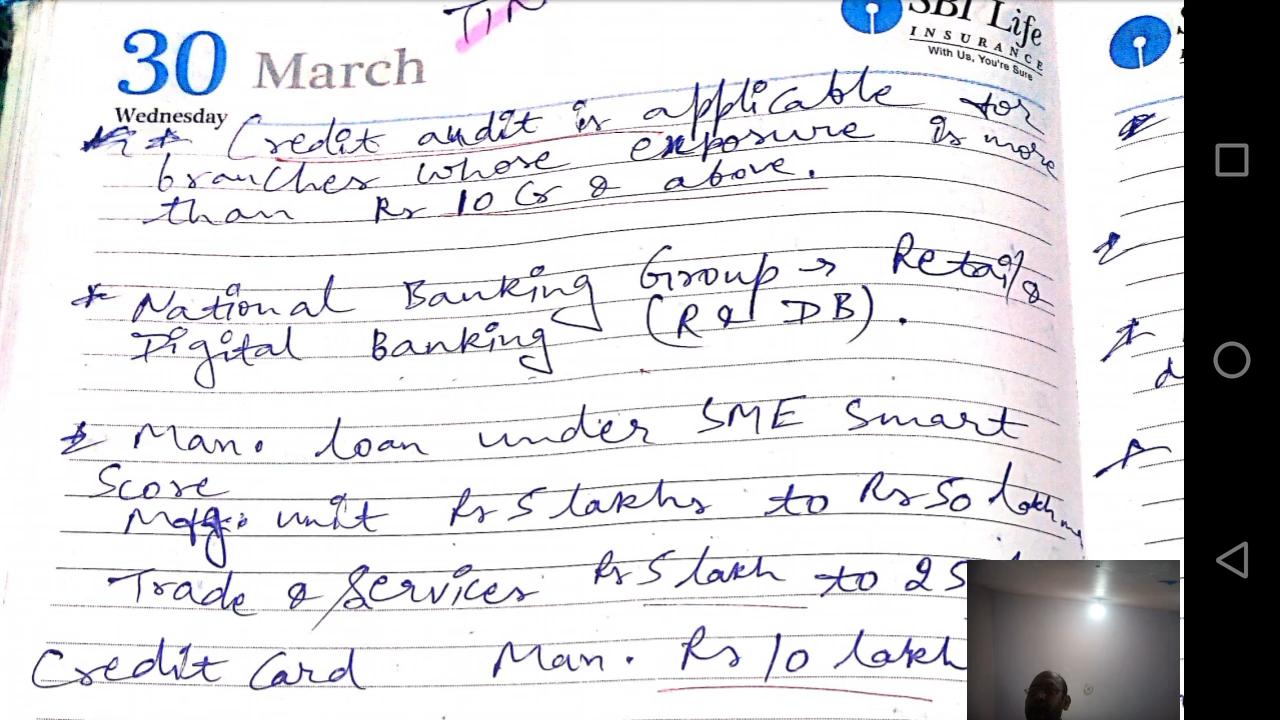 SBI Life
INSURANCE
With Us, You're Sure
30 March
Wednesday
* Credit audit is applicable for
branches whose exposure is more
than Rs 10 Cr & above.
* National Banking Group → Retail &
Digital Banking (R & DB).
* Max. loan under SME Smart
Score
Mfg. unit Rs 5 lakhs to Rs 50 lakh
Trade & Services Rs 5 lakh to 25
Credit Card Max. Rs 10 lakh